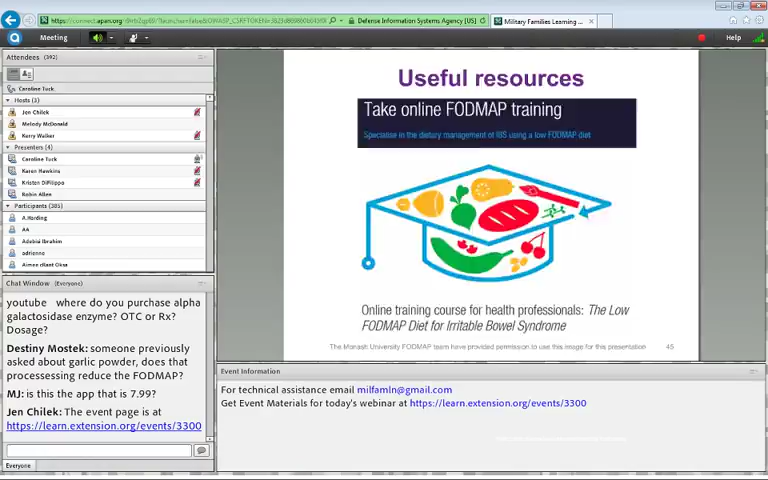 Defense Information Systems Agency [US]
Military Families Learning ...
Meeting
Help
Attendees (392)
Caroline Tuck
Hosts (3)
Jen Chilek
Melody McDonald
Kerry Walker
Presenters (4)
Caroline Tuck
Karen Hawkins
Kristen DiFilippo
Robin Allen
Participants (385)
A Harding
AA
Adabisi Ibrahim
adrienne
Chat Window (Everyone)
youtube where do you purchase alpha
galactosidase enzyme? OTC or Rx?
Dosage?
Destiny Mostek: someone previously
asked about garlic powder, does that
processessing reduce the FODMAP?
MJ: is this the app that is 7.99?
Jen Chilek: The event page is at
https://learn.extension.org/events/3300
Everyone
Useful resources
Take online FODMAP training
Specialise in the dietary management of IBS using a low FODMAP diet
Online training course for health professionals: The Low
FODMAP Diet for Irritable Bowel Syndrome
The Monash University FODMAP team have provided permission to use this image for this presentation
45
Event Information
For technical assistance email milfamln@gmail.com
Get Event Materials for today's webinar at https://learn.extension.org/events/3300